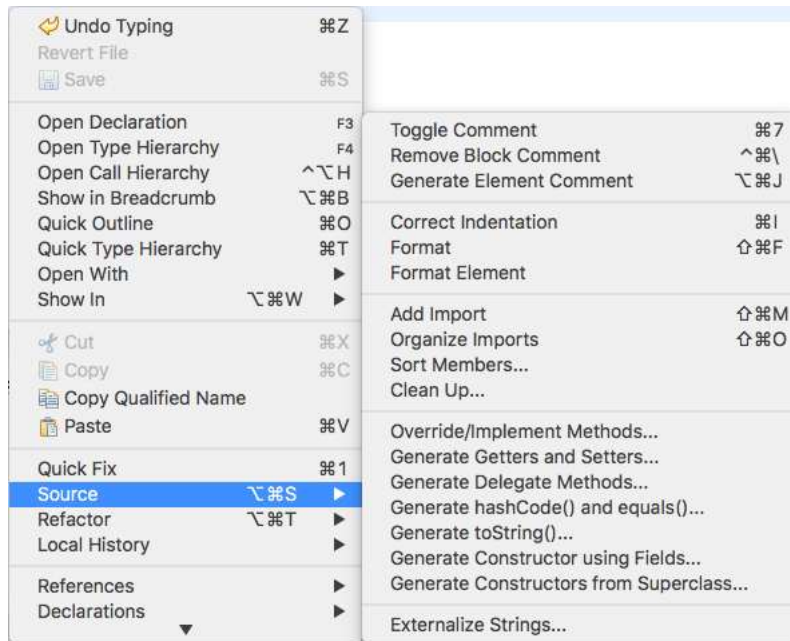 Undo Typing ⌘Z
Revert File
Save ⌘S
Open Declaration F3
Open Type Hierarchy F4
Open Call Hierarchy ^⌥H
Show in Breadcrumb ⌥⌘B
Quick Outline ⌘O
Quick Type Hierarchy ⌘T
Open With ▶
Show In ⌥⌘W ▶
Cut ⌘X
Copy ⌘C
Copy Qualified Name
Paste ⌘V
Quick Fix ⌘1
Source ⌥⌘S ▶
Refactor ⌥⌘T ▶
Local History ▶
References ▶
Declarations ▶
Toggle Comment ⌘7
Remove Block Comment ^⌘\
Generate Element Comment ⌥⌘J
Correct Indentation ⌘I
Format ⇧⌘F
Format Element
Add Import ⇧⌘M
Organize Imports ⇧⌘O
Sort Members...
Clean Up...
Override/Implement Methods...
Generate Getters and Setters...
Generate Delegate Methods...
Generate hashCode() and equals()...
Generate toString()...
Generate Constructor using Fields...
Generate Constructors from Superclass...
Externalize Strings...